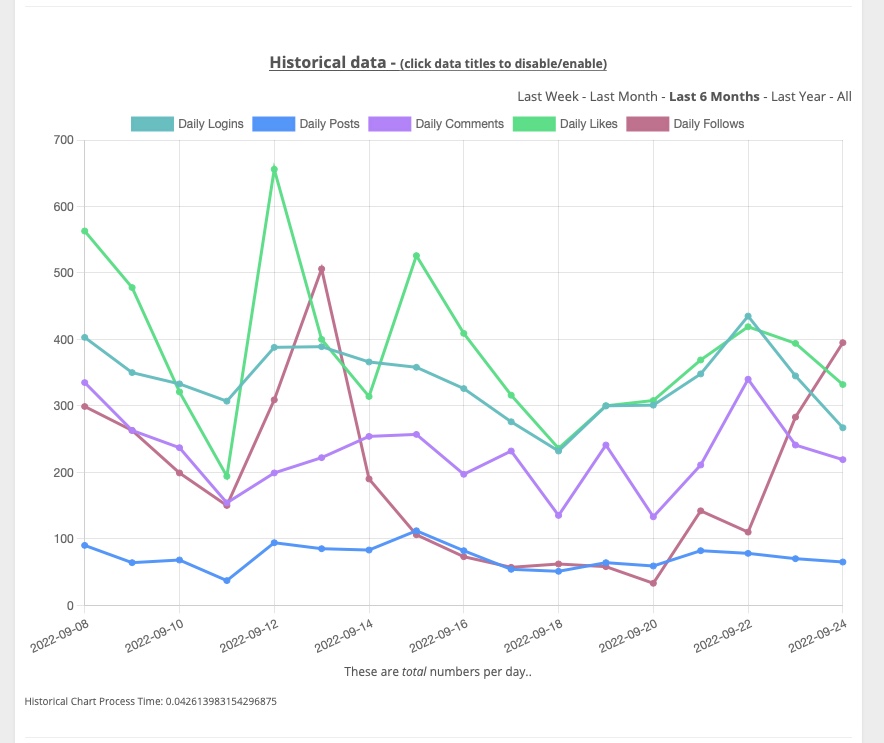 Historical data - (click data titles to disable/enable)
Last Week - Last Month - Last 6 Months - Last Year - All
Daily Logins Daily Posts Daily Comments Daily Likes Daily Follows
700
600
500
400
300
200
100
0
2022-09-08 2022-09-10 2022-09-12 2022-09-14 2022-09-16 2022-09-18 2022-09-20 2022-09-22 2022-09-24
These are total numbers per day..
Historical Chart Process Time: 0.042613983154296875